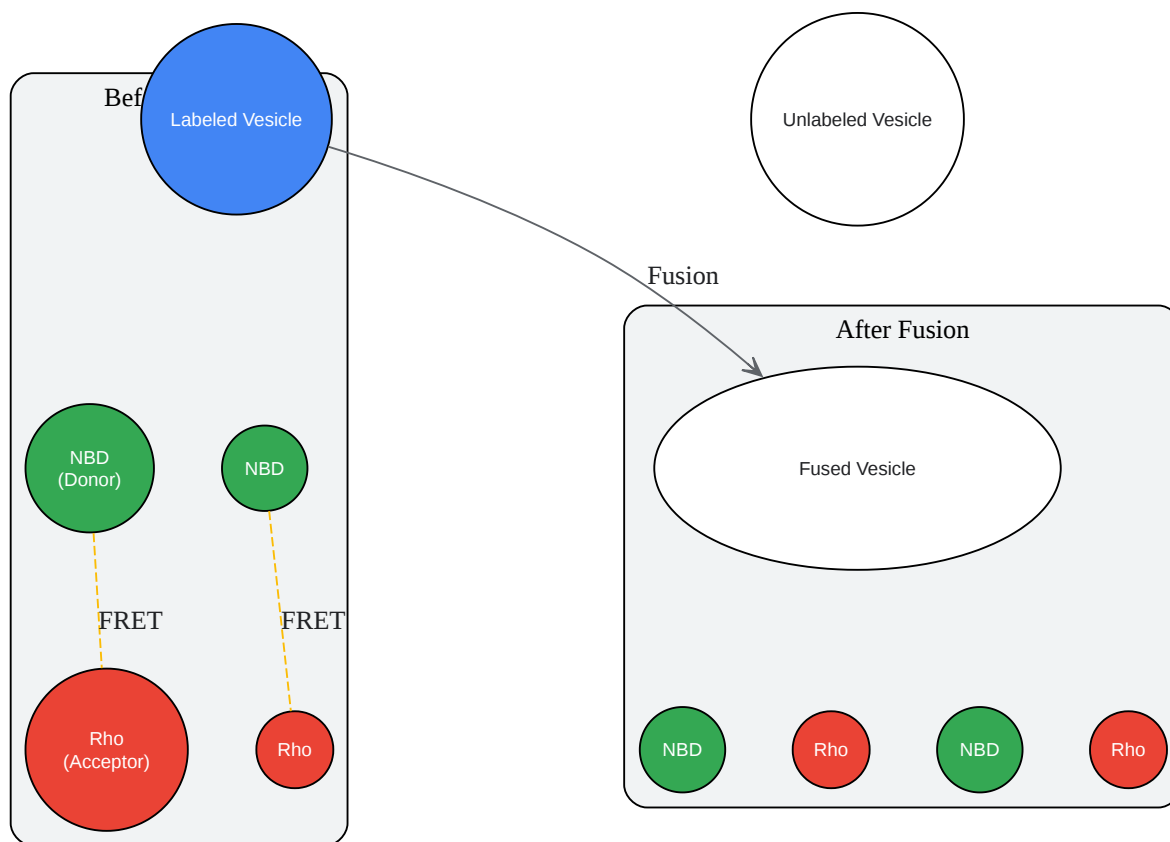 Labeled Vesicle
Unlabeled Vesicle
Fusion
After Fusion
Fused Vesicle
NBD
(Donor)
NBD
FRET
FRET
Rho
(Acceptor)
Rho
NBD
Rho
NBD
Rho